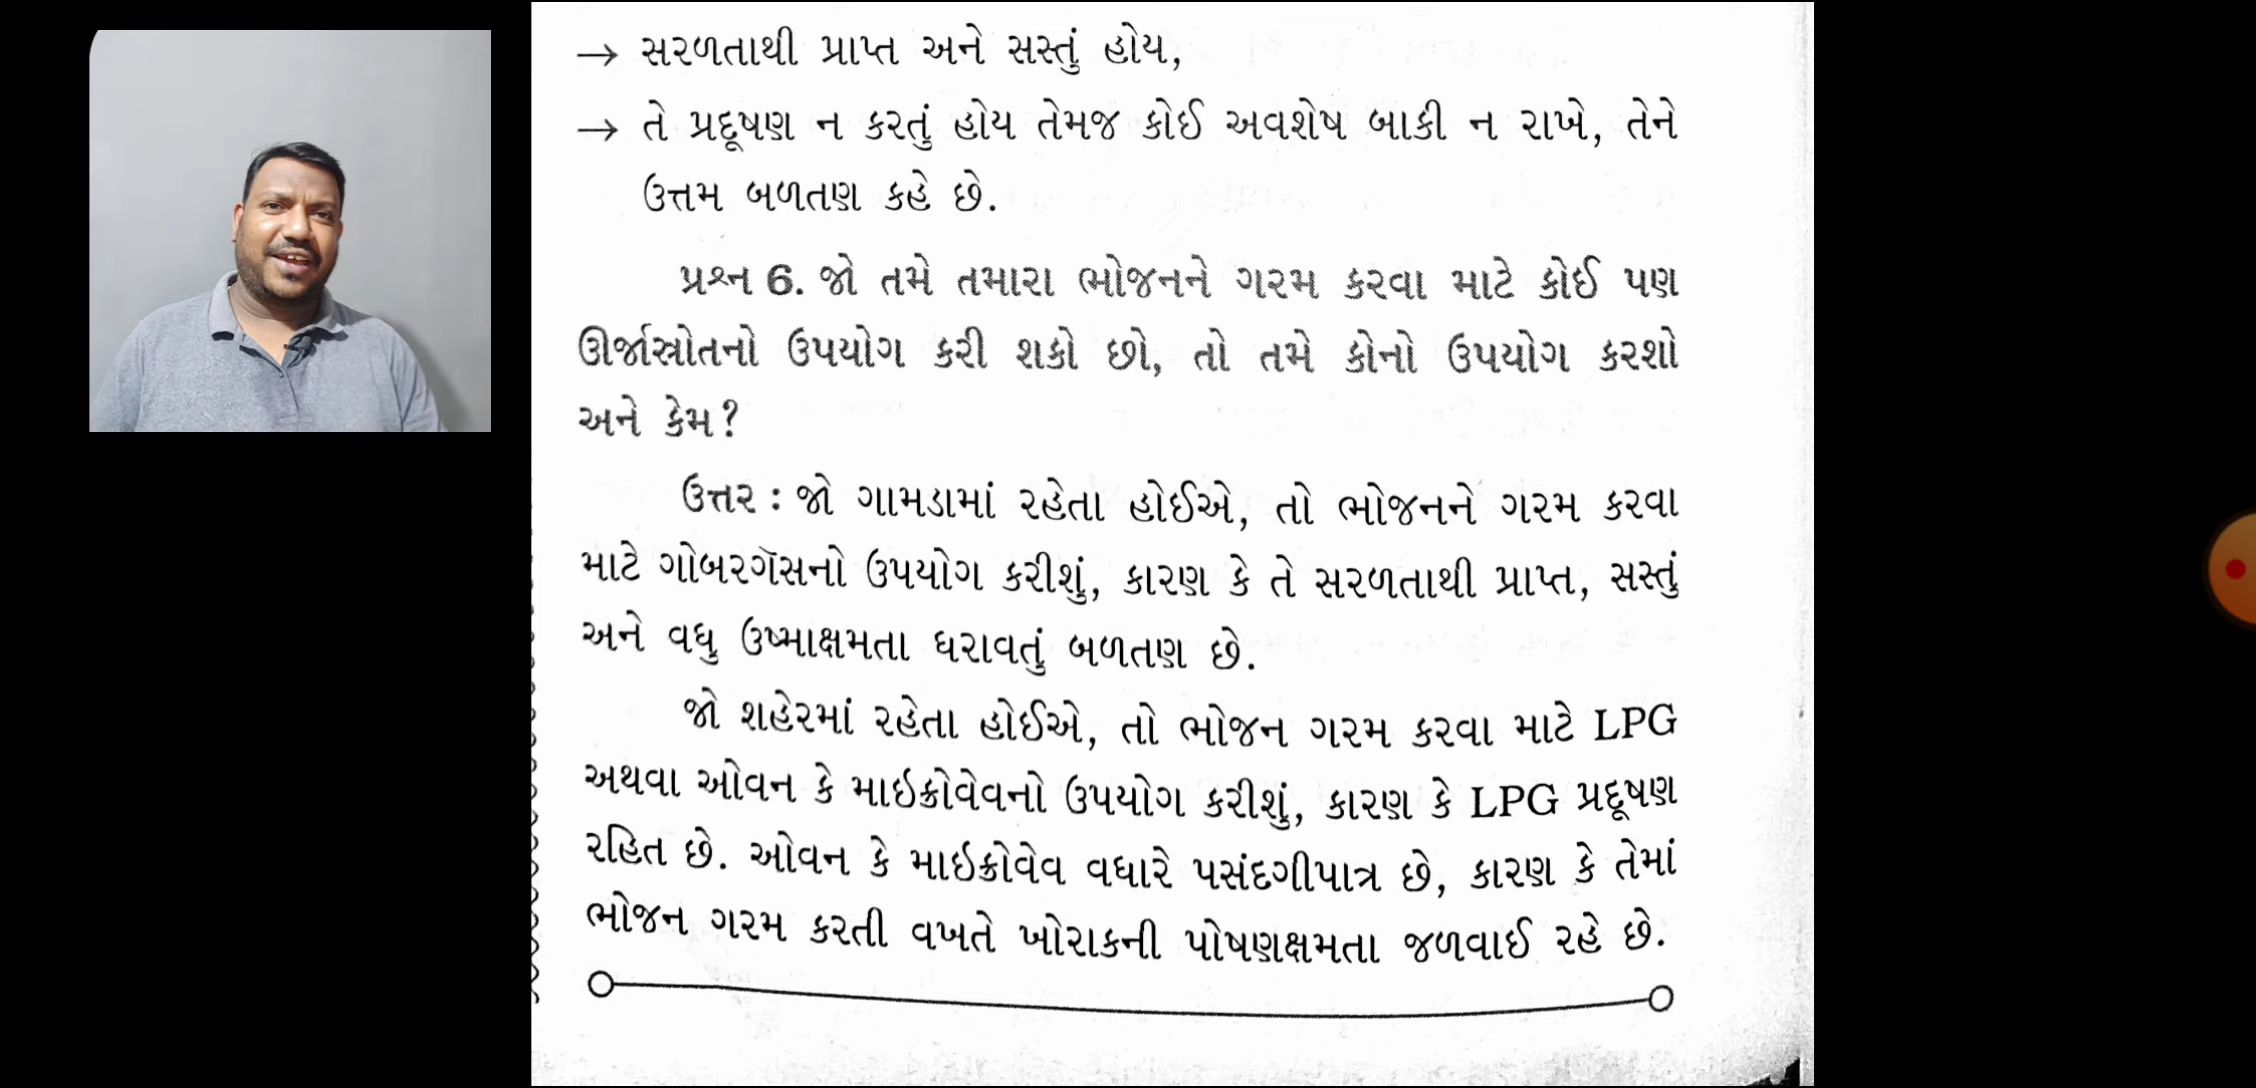 → સરળતાથી પ્રાપ્ત અને સસ્તું હોય,
→ તે પ્રદૂષણ ન કરતું હોય તેમજ કોઈ અવશેષ બાકી ન રાખે, તેને
ઉત્તમ બળતણ કહે છે.
પ્રશ્ન 6. જો તમે તમારા ભોજનને ગરમ કરવા માટે કોઈ પણ
ઊર્જાસ્રોતનો ઉપયોગ કરી શકો છો, તો તમે કોનો ઉપયોગ કરશો
અને કેમ?
ઉત્તર : જો ગામડામાં રહેતા હોઈએ, તો ભોજનને ગરમ કરવા
માટે ગોબરગૅસનો ઉપયોગ કરીશું, કારણ કે તે સરળતાથી પ્રાપ્ત, સસ્તું
અને વધુ ઉષ્માક્ષમતા ધરાવતું બળતણ છે.
જો શહેરમાં રહેતા હોઈએ, તો ભોજન ગરમ કરવા માટે LPG
અથવા ઓવન કે માઇક્રોવેવનો ઉપયોગ કરીશું, કારણ કે LPG પ્રદૂષણ
રહિત છે. ઓવન કે માઇક્રોવેવ વધારે પસંદગીપાત્ર છે, કારણ કે તેમાં
ભોજન ગરમ કરતી વખતે ખોરાકની પોષણક્ષમતા જળવાઈ રહે છે.